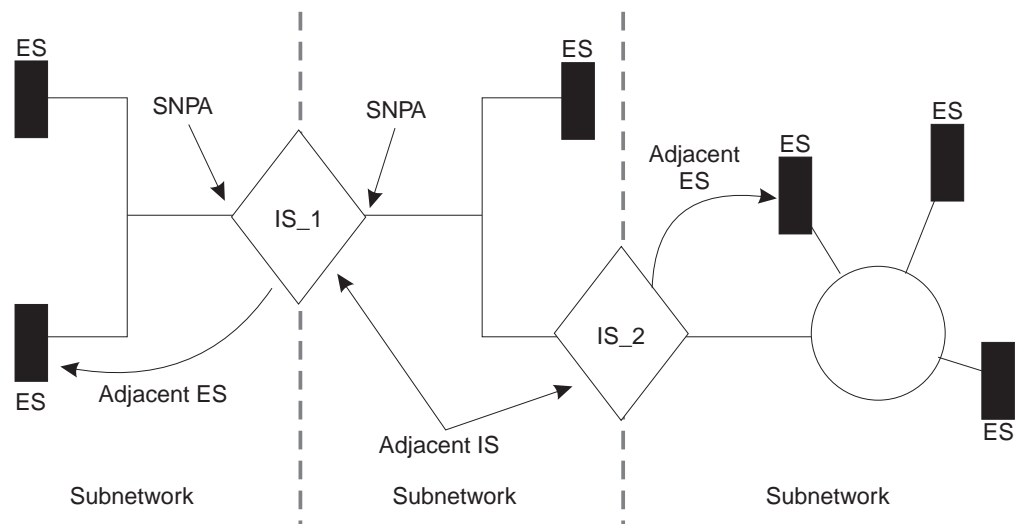 ES
ES
SNPA
SNPA
ES
ES
Adjacent
ES
IS_1
IS_2
Adjacent ES
ES
Adjacent IS
ES
Subnetwork
Subnetwork
Subnetwork